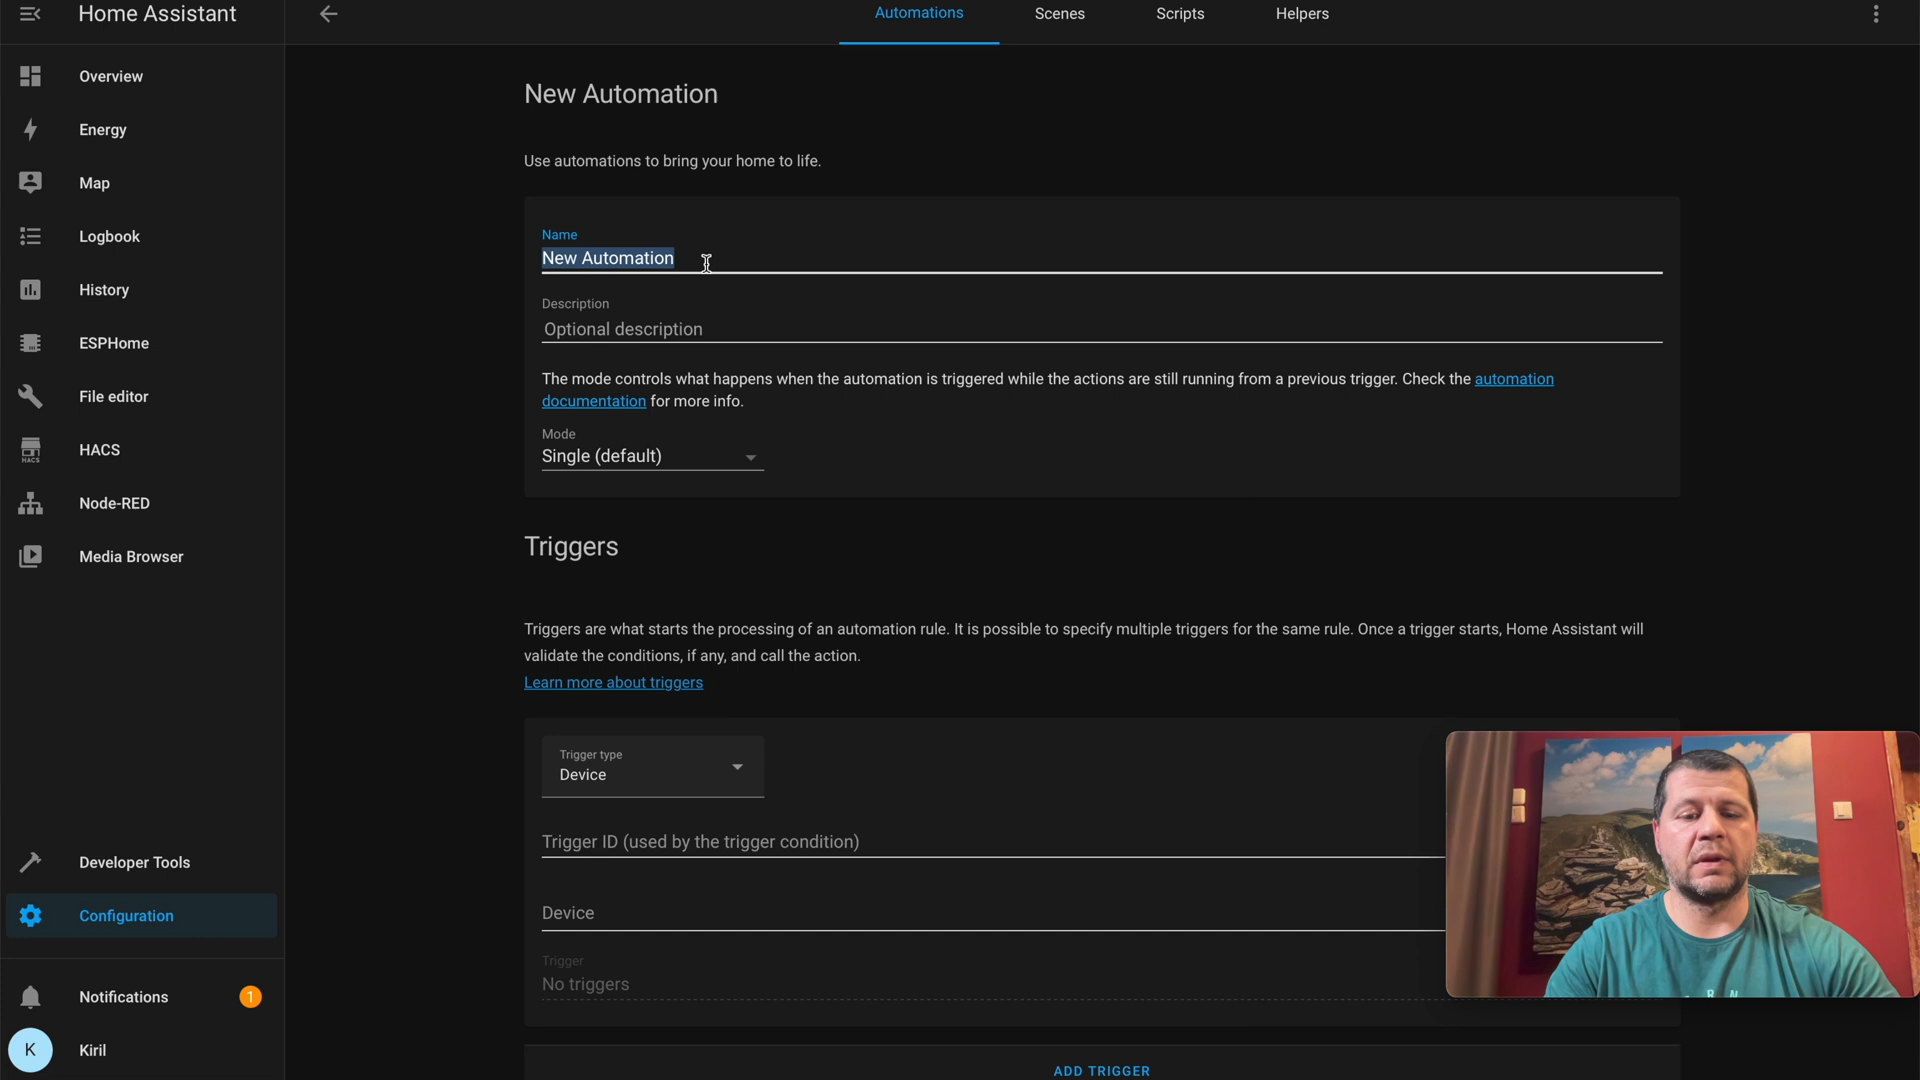 Home Assistant
Automations
Scenes
Scripts
Helpers
Overview
Energy
Map
Logbook
History
ESPHome
File editor
HACS
HACS
Node-RED
Media Browser
Developer Tools
Configuration
Notifications
1
K
Kiril
New Automation
Use automations to bring your home to life.
Name
New Automation
Description
Optional description
The mode controls what happens when the automation is triggered while the actions are still running from a previous trigger. Check the automation
documentation for more info.
Mode
Single (default)
Triggers
Triggers are what starts the processing of an automation rule. It is possible to specify multiple triggers for the same rule. Once a trigger starts, Home Assistant will
validate the conditions, if any, and call the action.
Learn more about triggers
Trigger type
Device
Trigger ID (used by the trigger condition)
Device
Trigger
No triggers
ADD TRIGGER